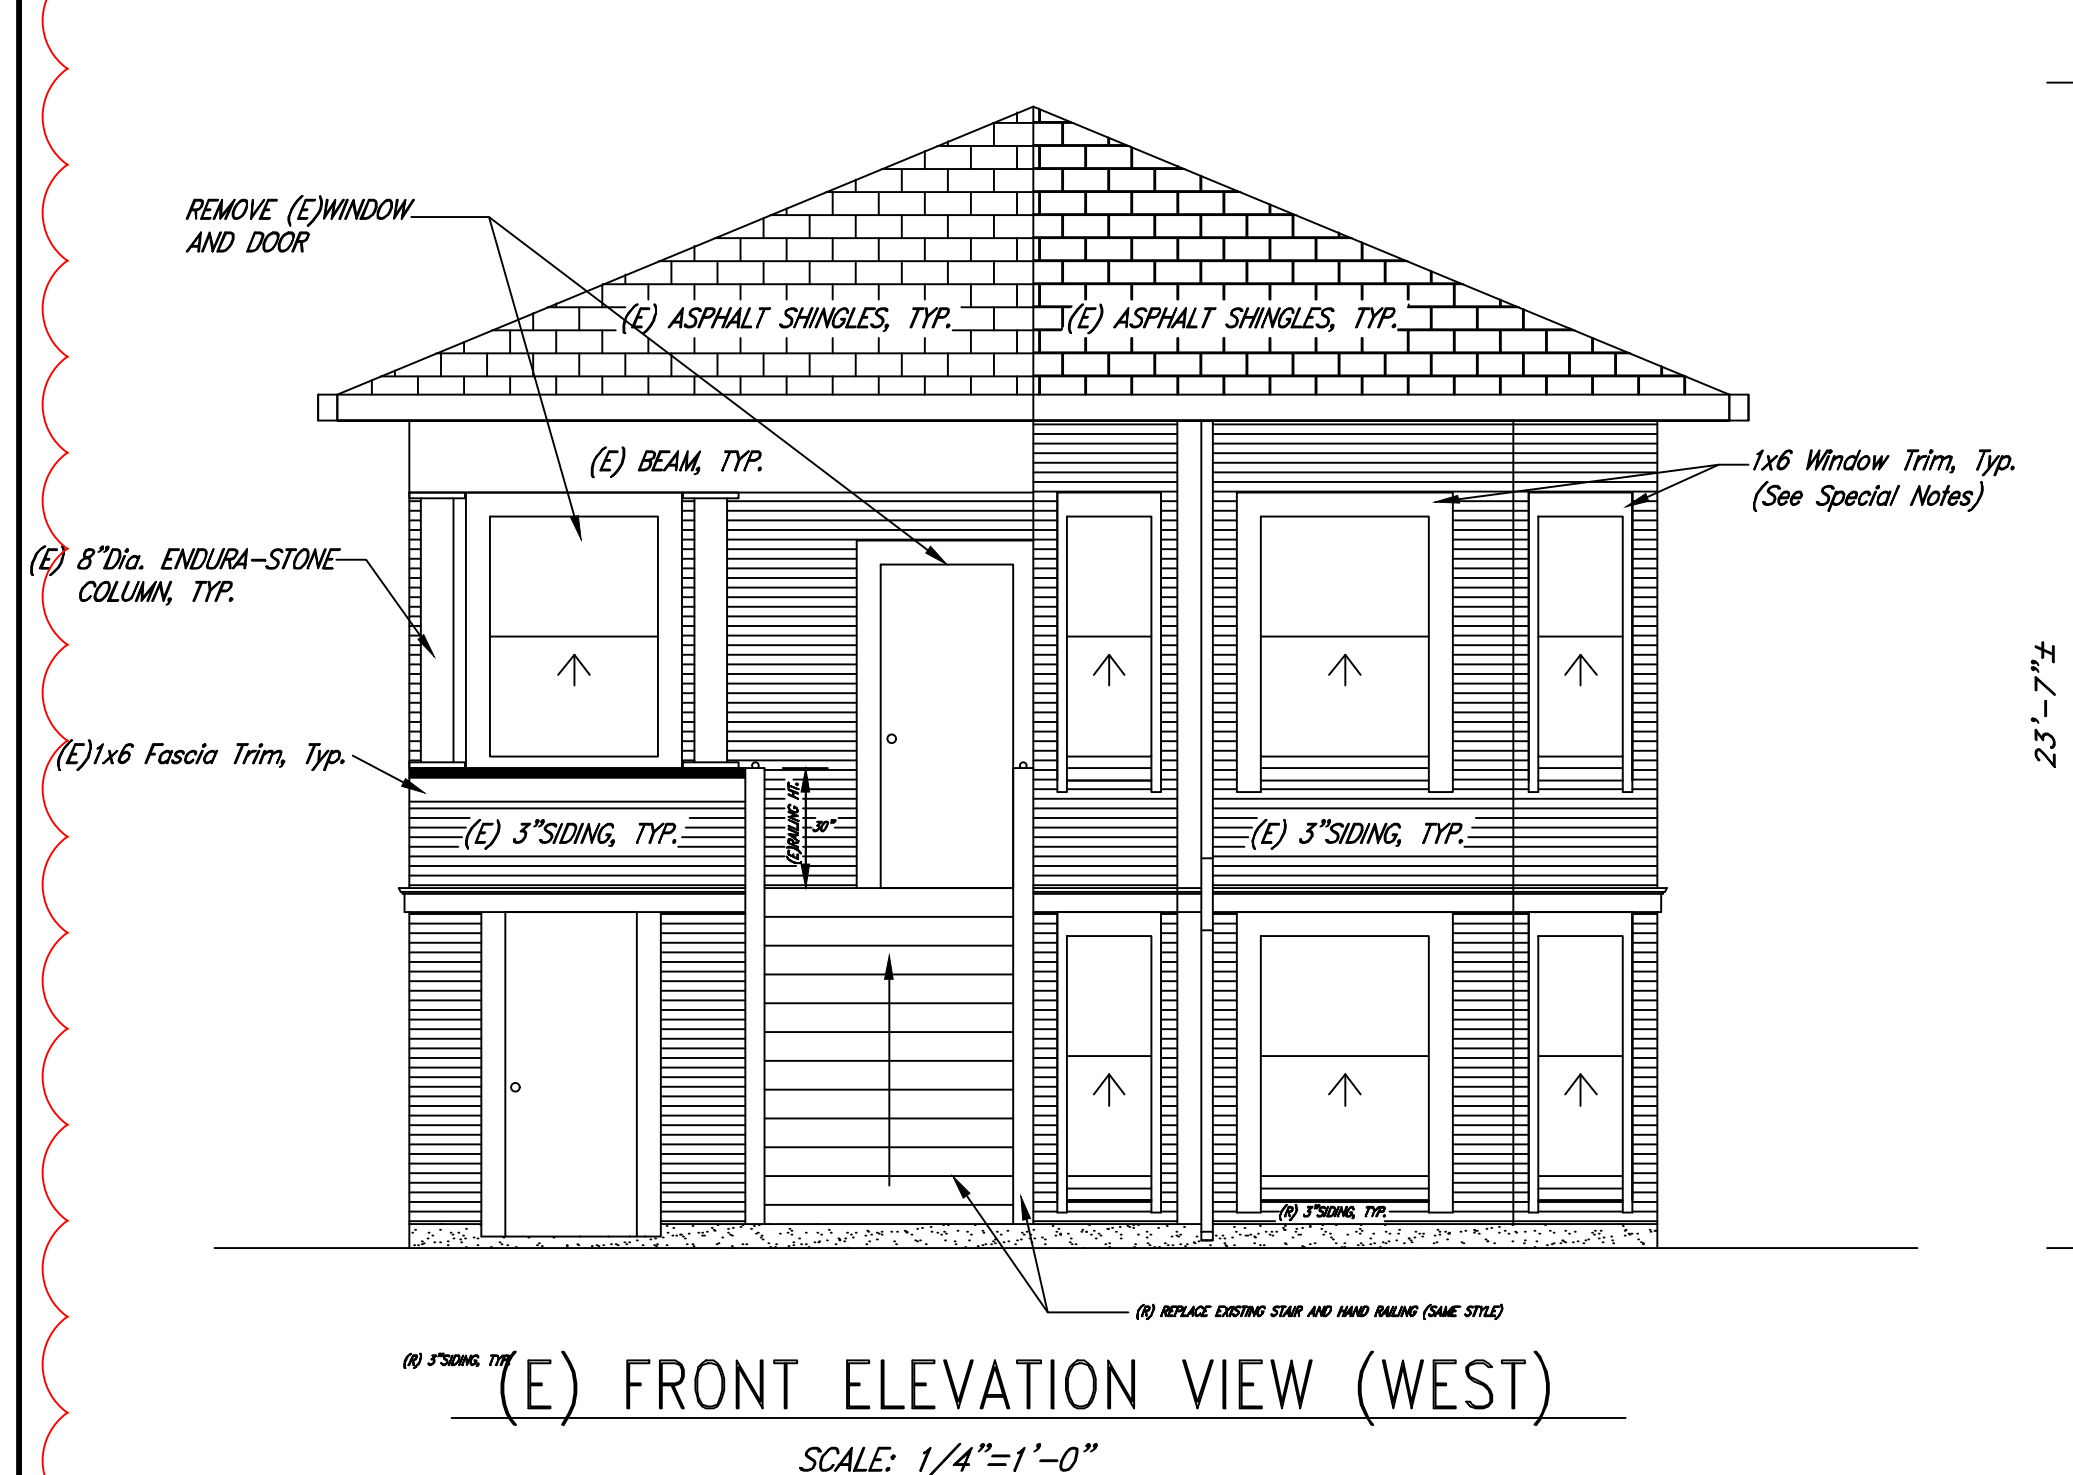 REMOVE (E)WINDOW
AND DOOR
(E) ASPHALT SHINGLES, TYP.
(E) ASPHALT SHINGLES, TYP.
(E) BEAM, TYP.
1x6 Window Trim, Typ.
(See Special Notes)
(E) 8"Dia. ENDURA-STONE
COLUMN, TYP.
23'-7"±
(E)1x6 Fascia Trim, Typ.
(E)RAILING HT.
30"
(E) 3"SIDING, TYP.
(E) 3"SIDING, TYP.
(R) 3"SIDING, TYP.
(R) REPLACE EXISTING STAIR AND HAND RAILING (SAME STYLE)
(R) 3"SIDING, TYP.
(E) FRONT ELEVATION VIEW (WEST)
SCALE: 1/4"=1'-0"